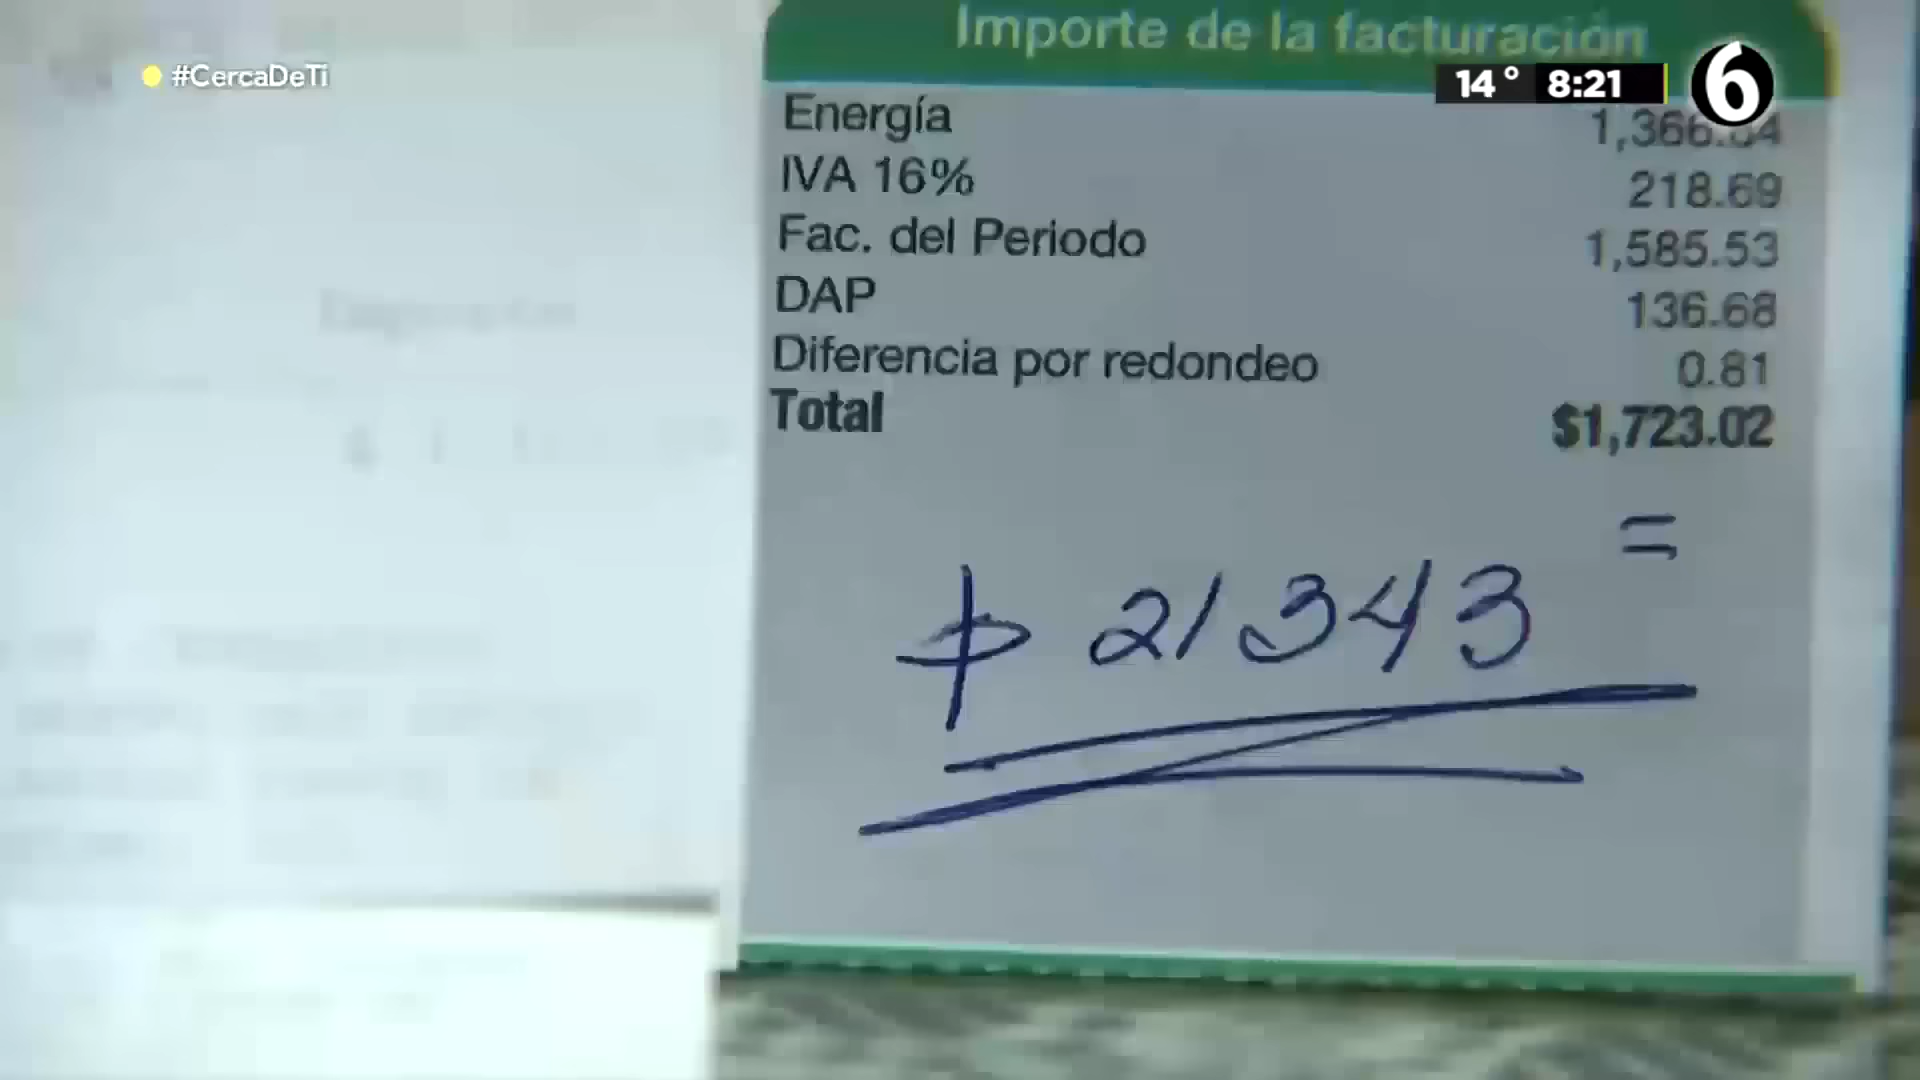 #CercaDeTi
14° 8:21
6
Importe de la facturación
Energía
IVA 16% 218.69
Fac. del Periodo 1,585.53
DAP 136.68
Diferencia por redondeo 0.81
Total $1,723.02
=
$ 21343